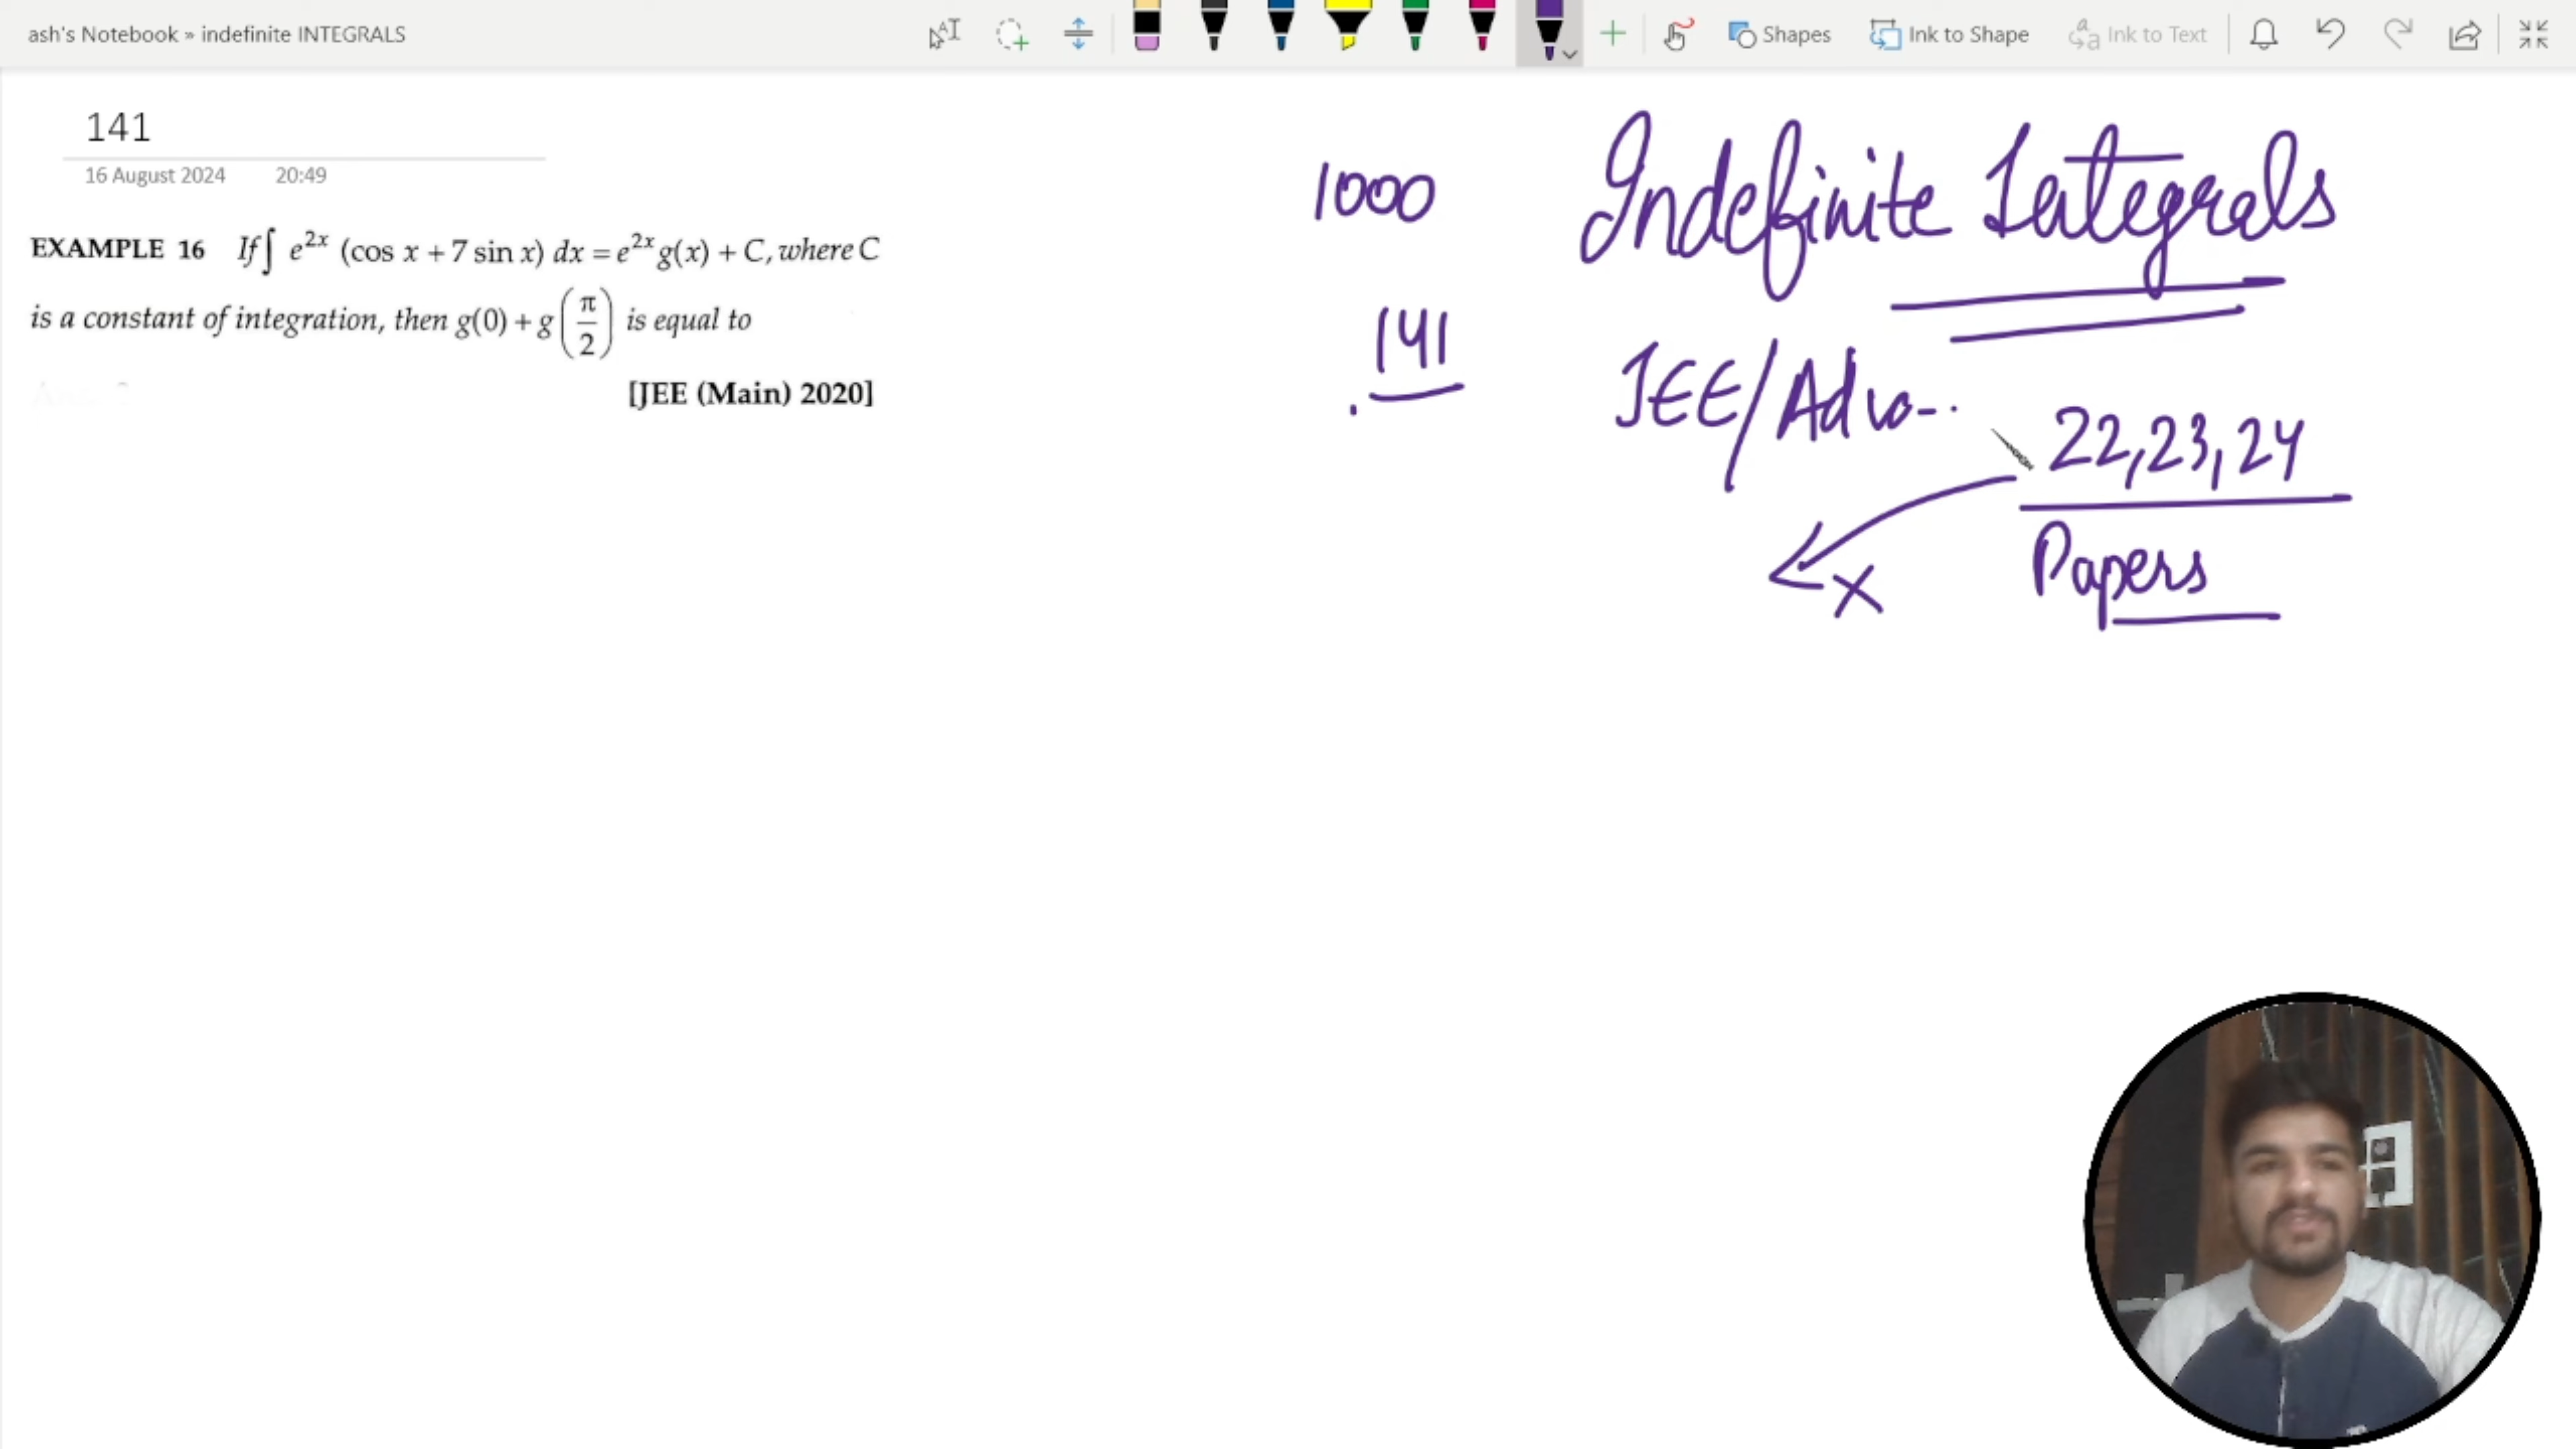 ash's Notebook » indefinite INTEGRALS
Shapes
Ink to Shape
Ink to Text
141
16 August 2024 20:49
EXAMPLE 16 If ∫ e^{2x} (cos x + 7 sin x) dx = e^{2x} g(x) + C, where C
is a constant of integration, then g(0) + g(π/2) is equal to
[JEE (Main) 2020]
1000
141
Indefinite Integrals
JEE/Adva-.
22,23,24
Papers
X